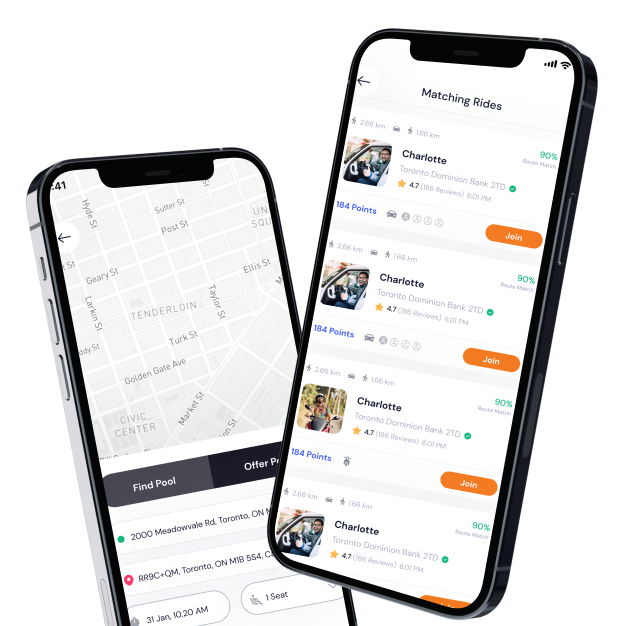 :41
Hyde St
Sutter St
Post St
St
Geary St
Larkin St
Ellis St
TENDERLOIN
Taylor St
Turk St
Golden Gate Ave
CIVIC
CENTER
Market St
Find Pool
Offer
2000 Meadowvale Rd, Toronto, ON
RR9C+QM, Toronto, ON M1B 5S4,
31 Jan, 10.20 AM
1 Seat
Matching Rides
2.66 km 1.66 km
Charlotte
90%
Toronto Dominion Bank 2TD
Route Match
4.7 (186 Reviews) 6.01 PM
184 Points
Join
2.66 km 1.66 km
Charlotte
90%
Toronto Dominion Bank 2TD
Route Match
4.7 (186 Reviews) 6.01 PM
184 Points
Join
2.66 km 1.66 km
Charlotte
90%
Toronto Dominion Bank 2TD
Route Match
4.7 (186 Reviews) 6.01 PM
184 Points
Join
2.66 km 1.66 km
Charlotte
90%
Toronto Dominion Bank 2TD
Route Match
4.7 (186 Reviews) 6.01 PM